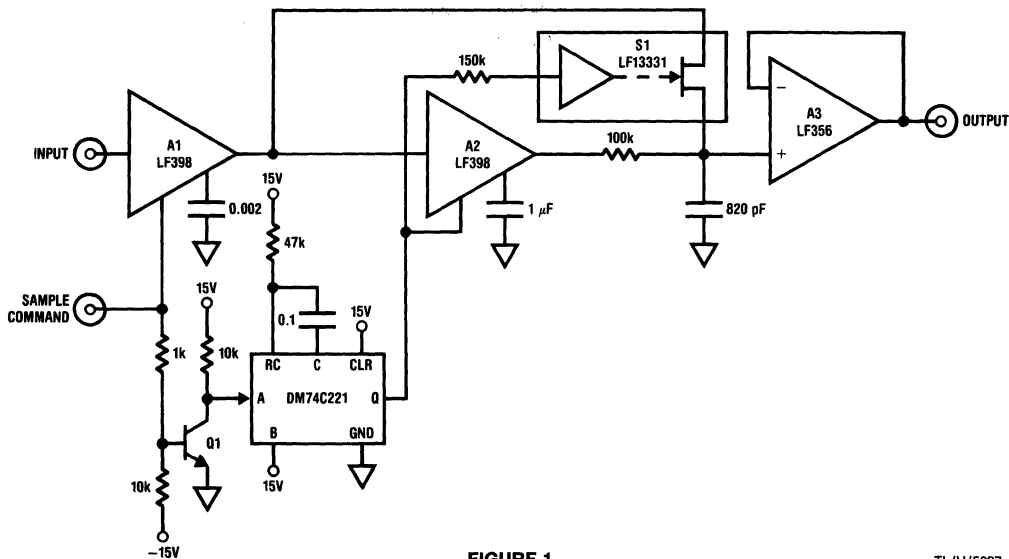 S1
LF13331
150k
A1
LF398
INPUT
A2
LF398
100k
A3
LF356
−
+
OUTPUT
15V
0.002
47k
1 μF
820 pF
SAMPLE
COMMAND
15V
0.1
15V
1k
10k
RC
C
CLR
A
DM74C221
Q
B
GND
Q1
15V
10k
−15V
FIGURE 1